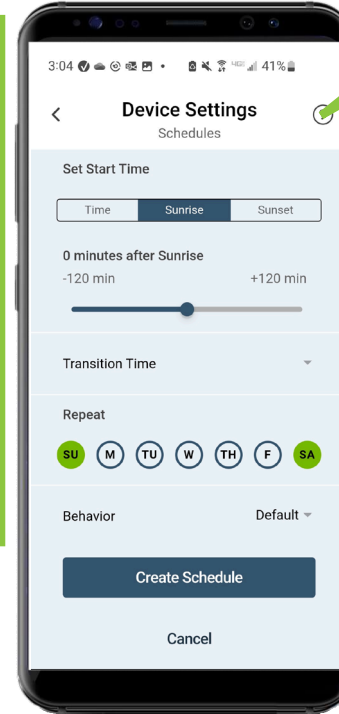 3:04 41%
Device Settings
Schedules
Set Start Time
Time Sunrise Sunset
0 minutes after Sunrise
-120 min +120 min
Transition Time
Repeat
SU M TU W TH F SA
Behavior Default
Create Schedule
Cancel